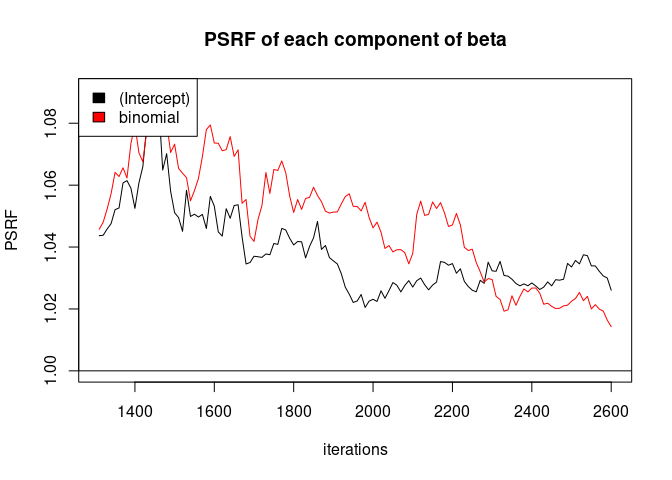 PSRF of each component of beta
(Intercept)
binomial
PSRF
1.08
1.06
1.04
1.02
1.00
1400 1600 1800 2000 2200 2400 2600
iterations